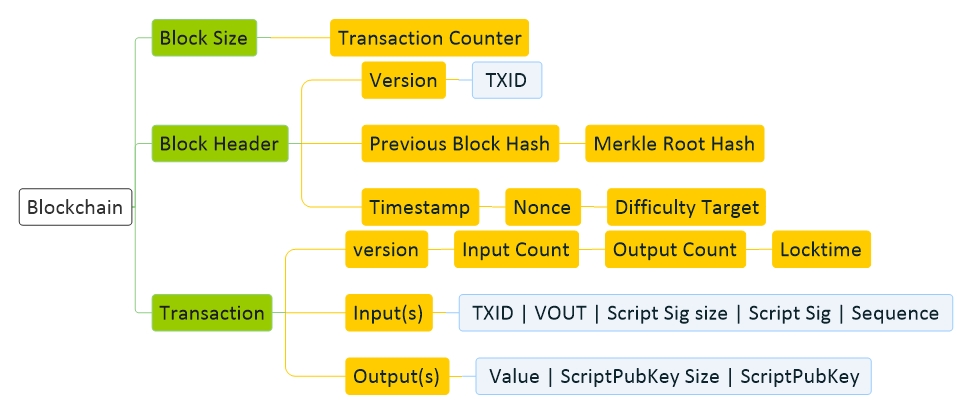 Block Size
Transaction Counter
Version
TXID
Block Header
Previous Block Hash
Merkle Root Hash
Blockchain
Timestamp
Nonce
Difficulty Target
version
Input Count
Output Count
Locktime
Transaction
Input(s)
TXID | VOUT | Script Sig size | Script Sig | Sequence
Output(s)
Value | ScriptPubKey Size | ScriptPubKey